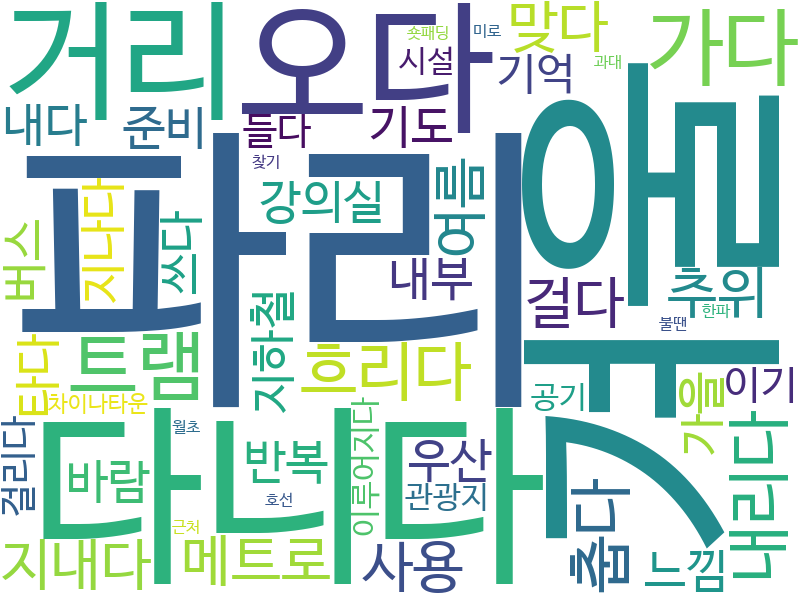 거리
오다
숏패딩
미로
맞다
가다
시설
기억
과대
내다
준비
들다
기도
파리
겨울
찾기
강의실
여름
버스
지나다
쓰다
내부
걸다
추위
한파
불땐
지하철
타다
트램
흐리다
차이나타운
공기
가을
이기
걸리다
다니다
월초
바람
반복
이루어지다
우산
관광지
호선
근처
춥다
내리다
지내다
메트로
사용
느낌